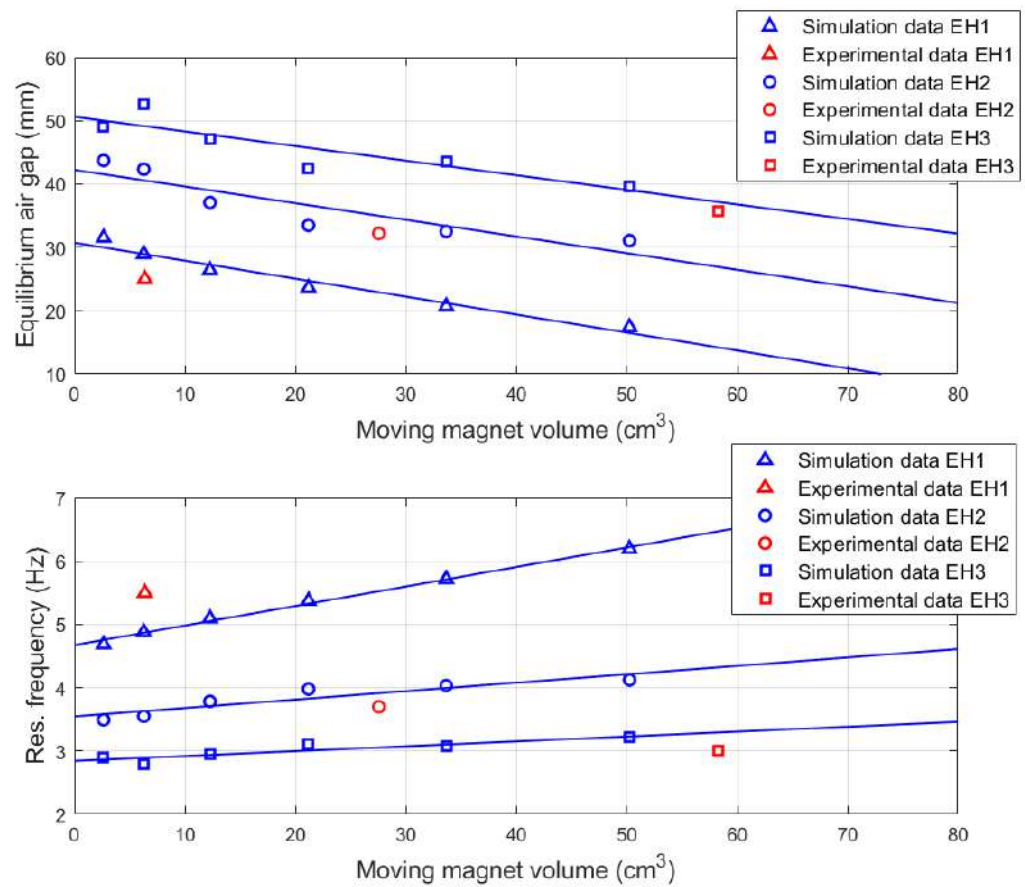 Simulation data EH1
Experimental data EH1
Simulation data EH2
Experimental data EH2
Simulation data EH3
Experimental data EH3
60
50
40
30
20
10
Equilibrium air gap (mm)
0 10 20 30 40 50 60 70 80
Moving magnet volume (cm³)
Simulation data EH1
Experimental data EH1
Simulation data EH2
Experimental data EH2
Simulation data EH3
Experimental data EH3
7
6
5
4
3
2
Res. frequency (Hz)
0 10 20 30 40 50 60 70 80
Moving magnet volume (cm³)